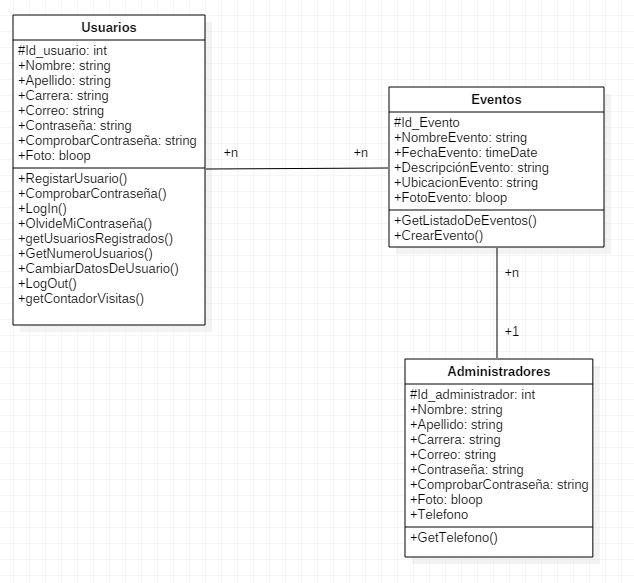 Usuarios
#Id_usuario: int
+Nombre: string
+Apellido: string
+Carrera: string
+Correo: string
+Contraseña: string
+ComprobarContraseña: string
+Foto: bloop
+RegistarUsuario()
+ComprobarContraseña()
+LogIn()
+OlvideMiContraseña()
+getUsuariosRegistrados()
+GetNumeroUsuarios()
+CambiarDatosDeUsuario()
+LogOut()
+getContadorVisitas()
+n
+n
Eventos
#Id_Evento
+NombreEvento: string
+FechaEvento: timeDate
+DescripciónEvento: string
+UbicacionEvento: string
+FotoEvento: bloop
+GetListadoDeEventos()
+CrearEvento()
+n
+1
Administradores
#Id_administrador: int
+Nombre: string
+Apellido: string
+Carrera: string
+Correo: string
+Contraseña: string
+ComprobarContraseña: string
+Foto: bloop
+Telefono
+GetTelefono()